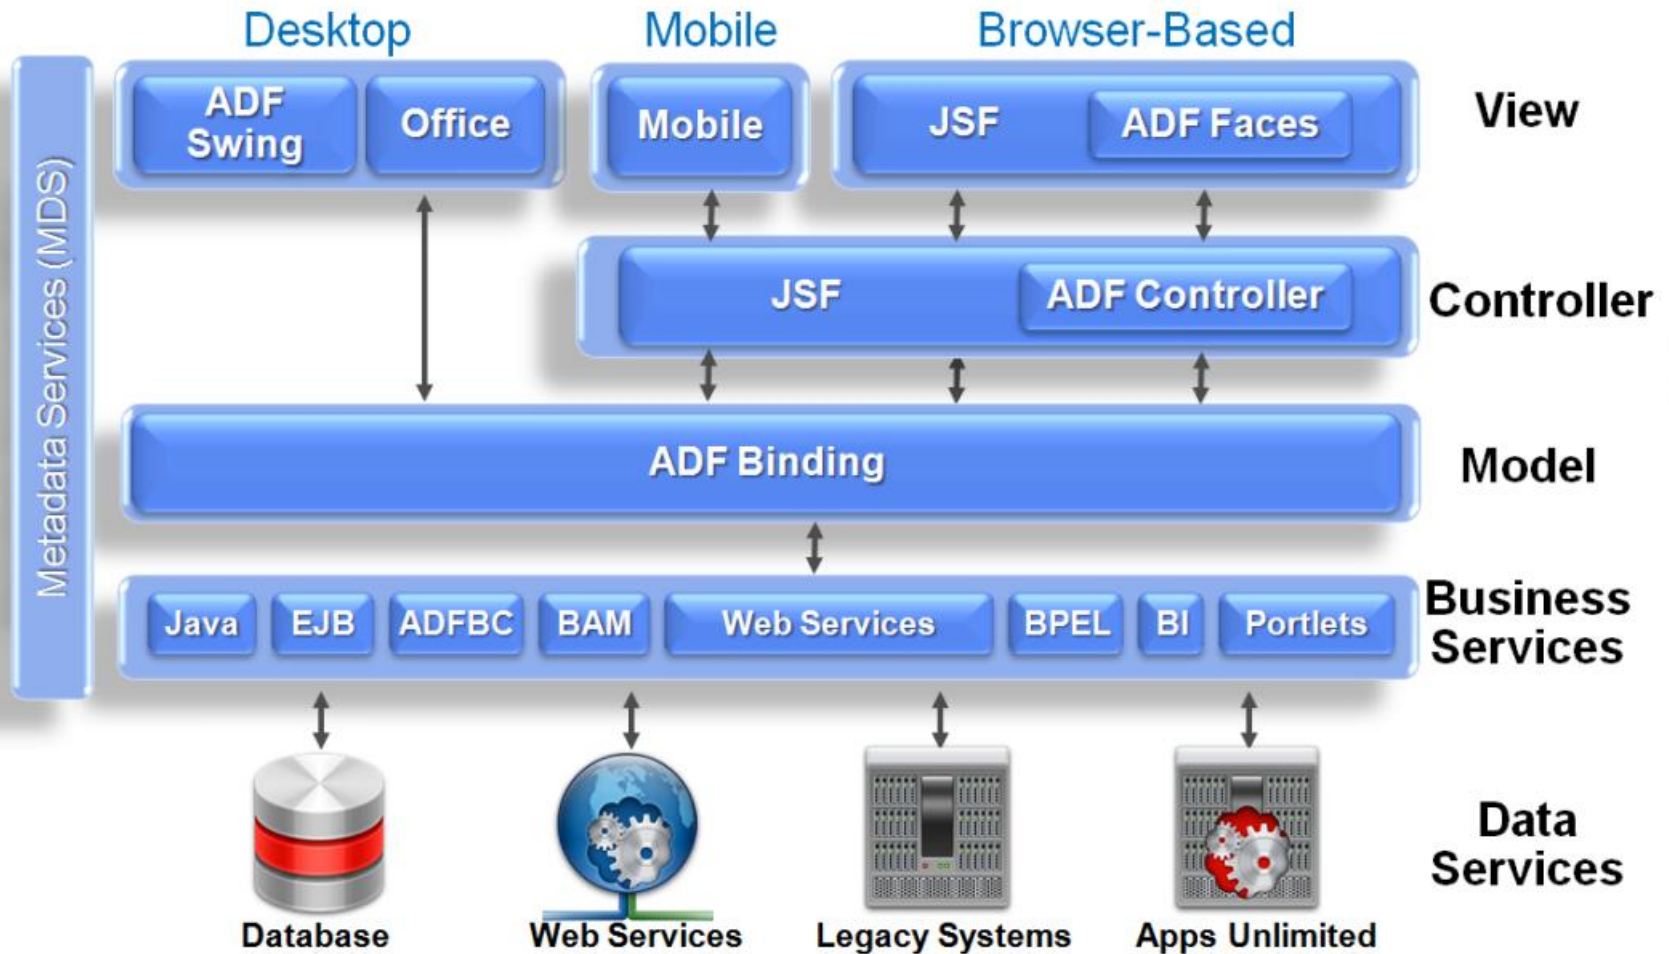 Desktop
Mobile
Browser-Based
Metadata Services (MDS)
ADF
Swing
Office
Mobile
JSF
ADF Faces
View
JSF
ADF Controller
Controller
ADF Binding
Model
Java
EJB
ADFBC
BAM
Web Services
BPEL
BI
Portlets
Business
Services
Data
Services
Database
Web Services
Legacy Systems
Apps Unlimited